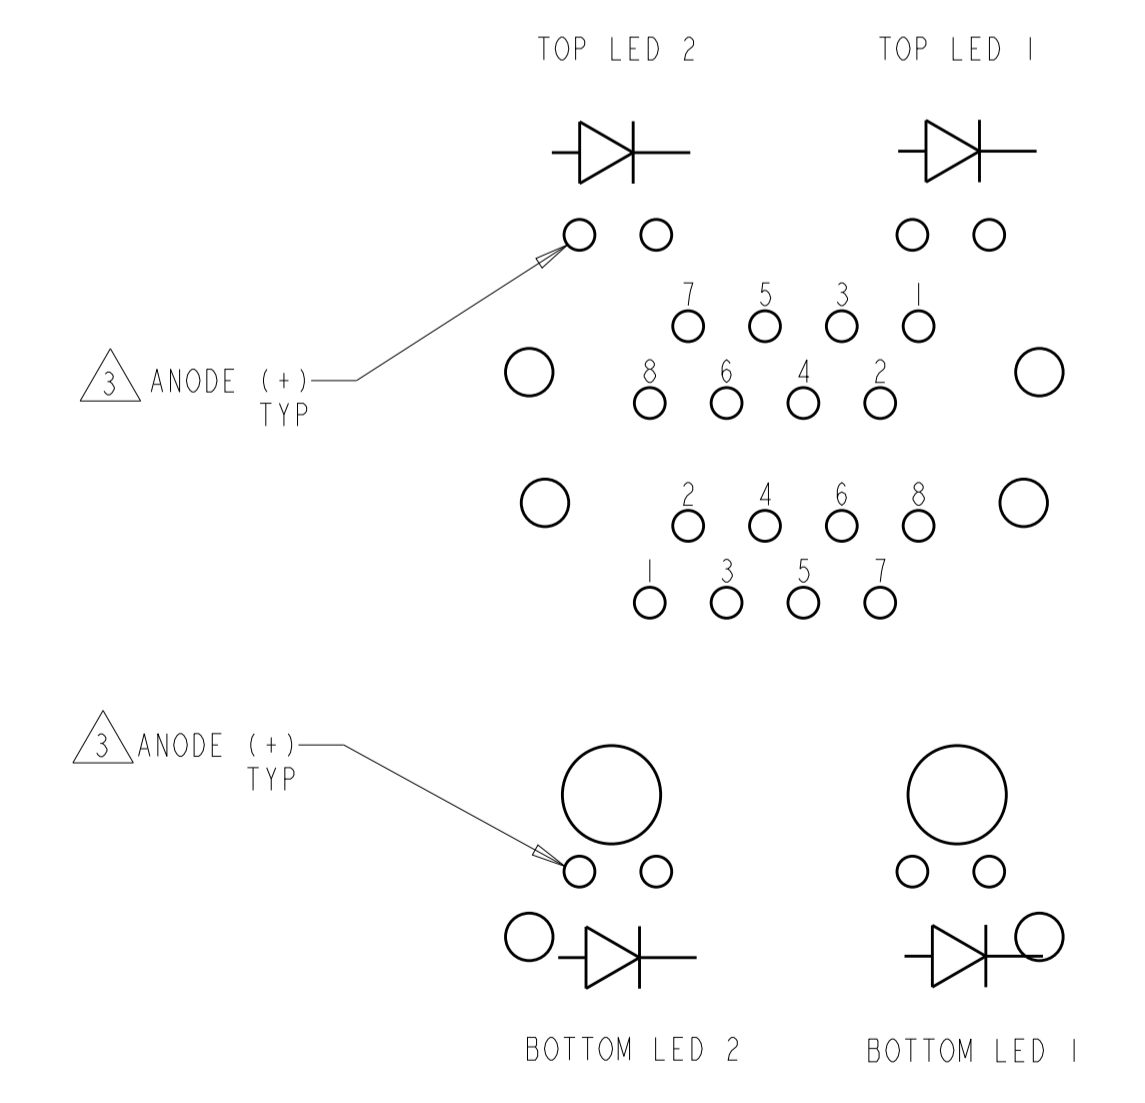 TOP LED 2 TOP LED 1
7 5 3 1
3 ANODE (+)
TYP
8 6 4 2
2 4 6 8
1 3 5 7
3 ANODE (+)
TYP
BOTTOM LED 2 BOTTOM LED 1